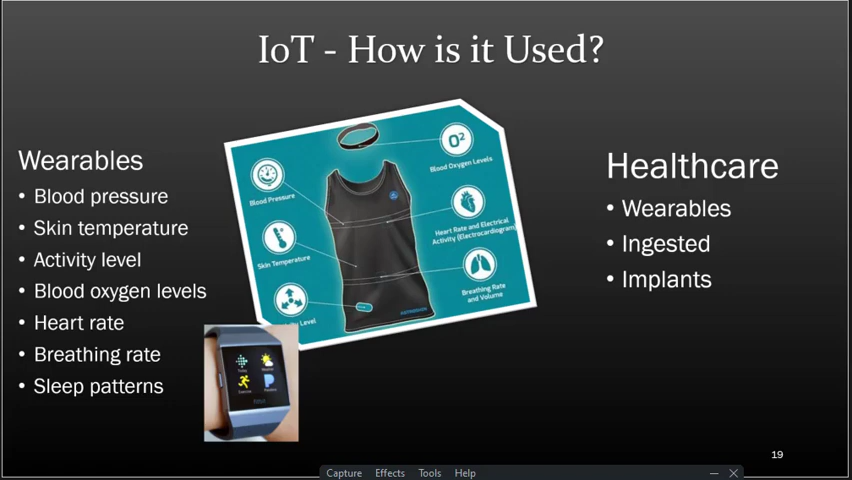 IoT - How is it Used?
Wearables
• Blood pressure
• Skin temperature
• Activity level
• Blood oxygen levels
• Heart rate
• Breathing rate
• Sleep patterns
O²
Blood Oxygen Levels
Blood Pressure
Heart Rate and Electrical
Activity (Electrocardiogram)
Skin Temperature
Breathing Rate
and Volume
Level
Healthcare
• Wearables
• Ingested
• Implants
19
Capture Effects Tools Help